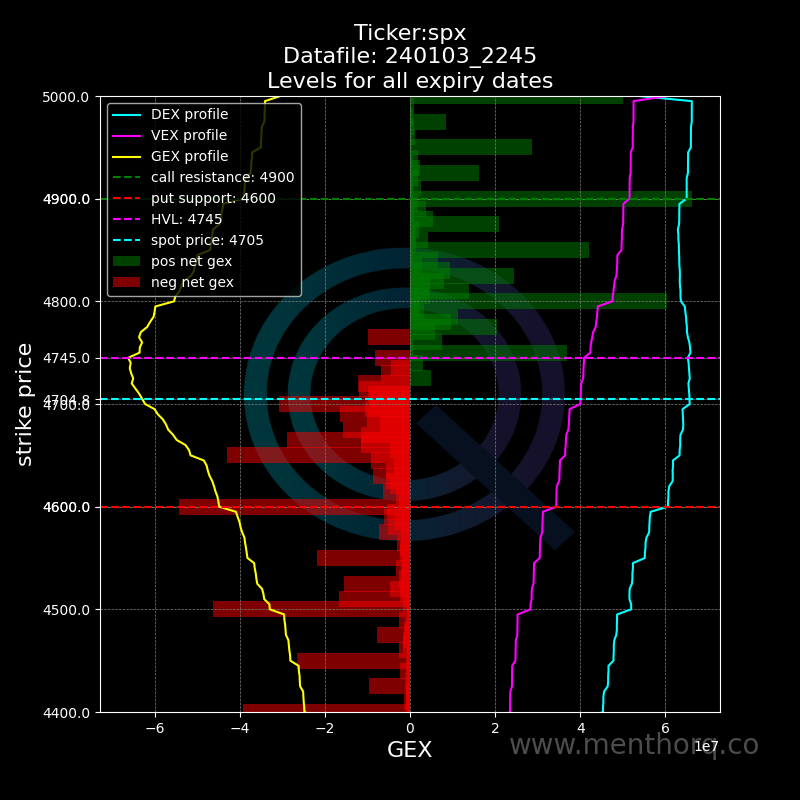 Ticker:spx
Datafile: 240103_2245
Levels for all expiry dates
DEX profile
VEX profile
GEX profile
call resistance: 4900
put support: 4600
HVL: 4745
spot price: 4705
pos net gex
neg net gex
strike price
5000.0
4900.0
4800.0
4745.0
4700.0
4600.0
4500.0
4400.0
−6
−4
−2
0
2
4
6
1e7
GEX
www.menthorq.co